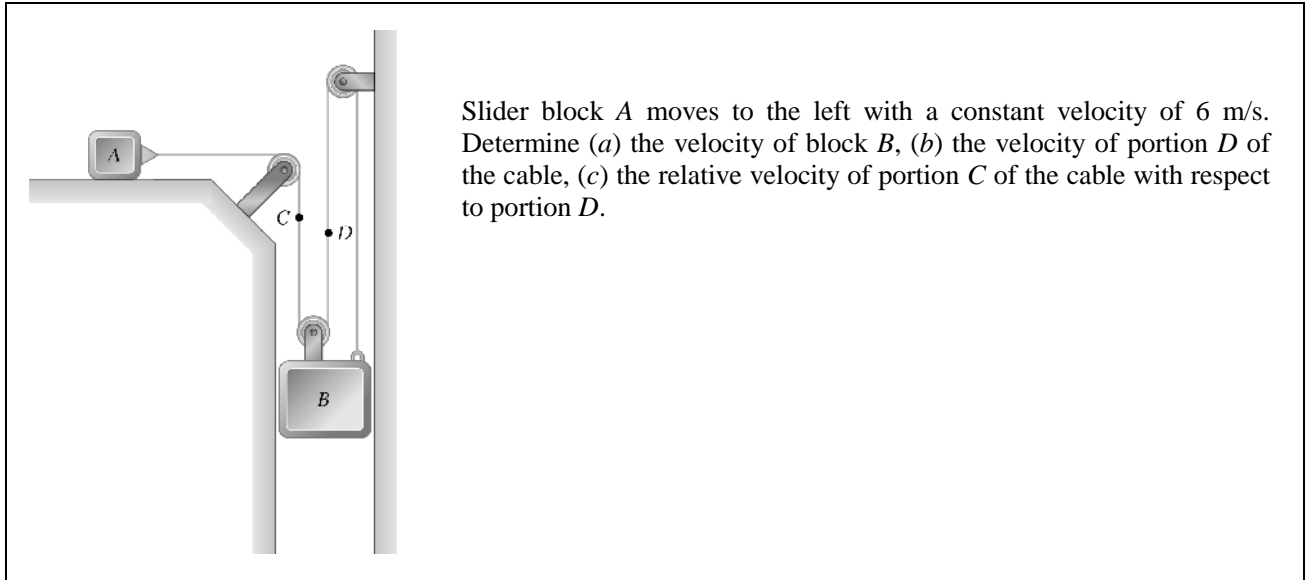 Slider block A moves to the left with a constant velocity of 6 m/s.
Determine (a) the velocity of block B, (b) the velocity of portion D of
the cable, (c) the relative velocity of portion C of the cable with respect
to portion D.
A
C
D
B